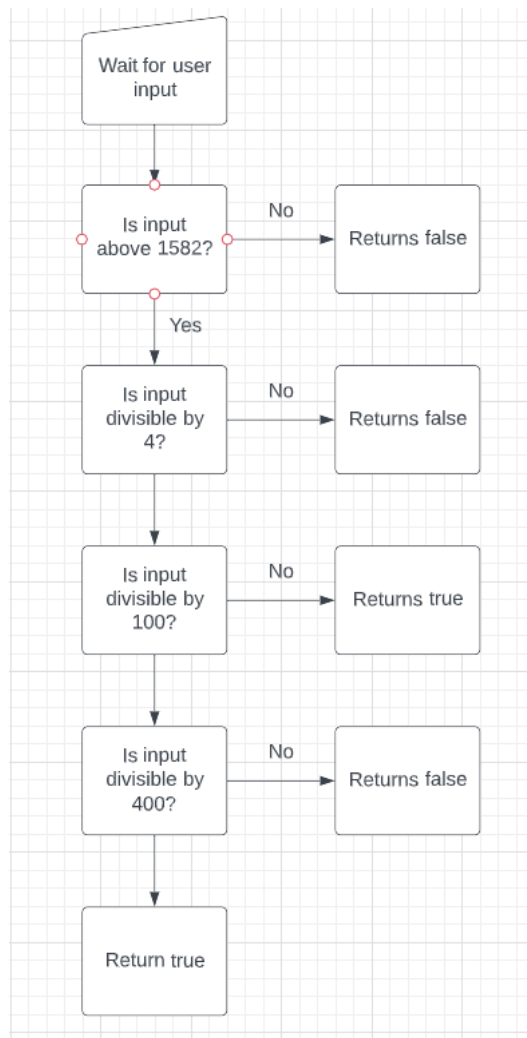 Wait for user
input
Is input
above 1582?
No
Returns false
Yes
Is input
divisible by
4?
No
Returns false
Is input
divisible by
100?
No
Returns true
Is input
divisible by
400?
No
Returns false
Return true